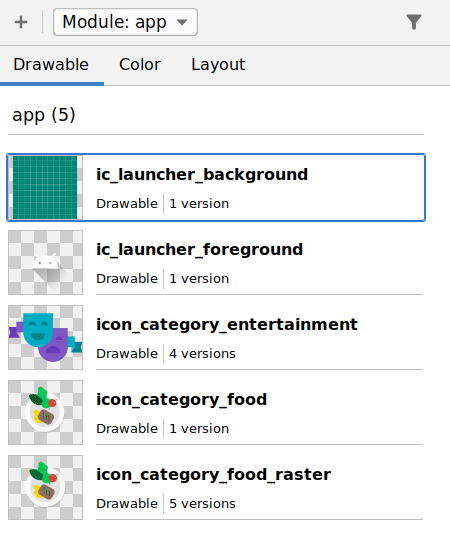 Module: app
Drawable Color Layout
app (5)
ic_launcher_background
Drawable 1 version
ic_launcher_foreground
Drawable 1 version
icon_category_entertainment
Drawable 4 versions
icon_category_food
Drawable 1 version
icon_category_food_raster
Drawable 5 versions